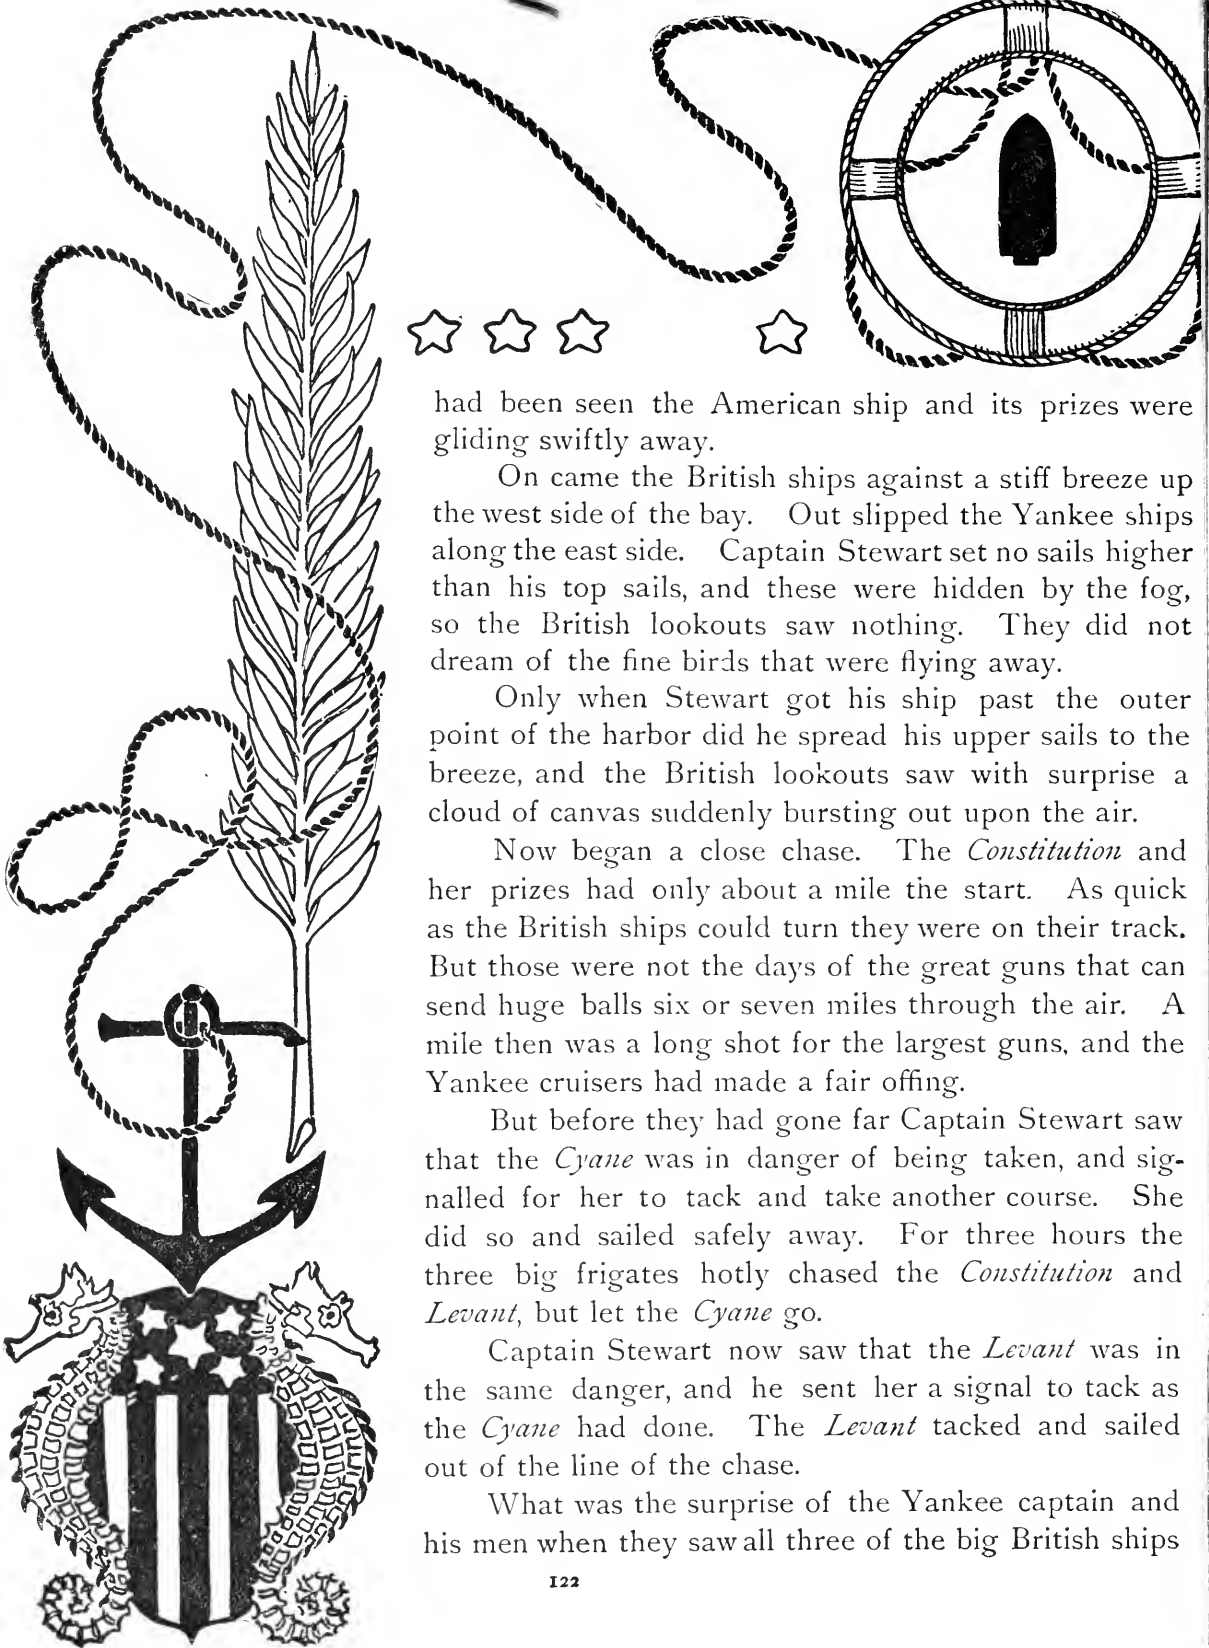 had been seen the American ship and its prizes were
gliding swiftly away.
On came the British ships against a stiff breeze up
the west side of the bay. Out slipped the Yankee ships
along the east side. Captain Stewart set no sails higher
than his top sails, and these were hidden by the fog,
so the British lookouts saw nothing. They did not
dream of the fine birds that were flying away.
Only when Stewart got his ship past the outer
point of the harbor did he spread his upper sails to the
breeze, and the British lookouts saw with surprise a
cloud of canvas suddenly bursting out upon the air.
Now began a close chase. The Constitution and
her prizes had only about a mile the start. As quick
as the British ships could turn they were on their track.
But those were not the days of the great guns that can
send huge balls six or seven miles through the air. A
mile then was a long shot for the largest guns, and the
Yankee cruisers had made a fair offing.
But before they had gone far Captain Stewart saw
that the Cyane was in danger of being taken, and sig-
nalled for her to tack and take another course. She
did so and sailed safely away. For three hours the
three big frigates hotly chased the Constitution and
Levant, but let the Cyane go.
Captain Stewart now saw that the Levant was in
the same danger, and he sent her a signal to tack as
the Cyane had done. The Levant tacked and sailed
out of the line of the chase.
What was the surprise of the Yankee captain and
his men when they saw all three of the big British ships
122